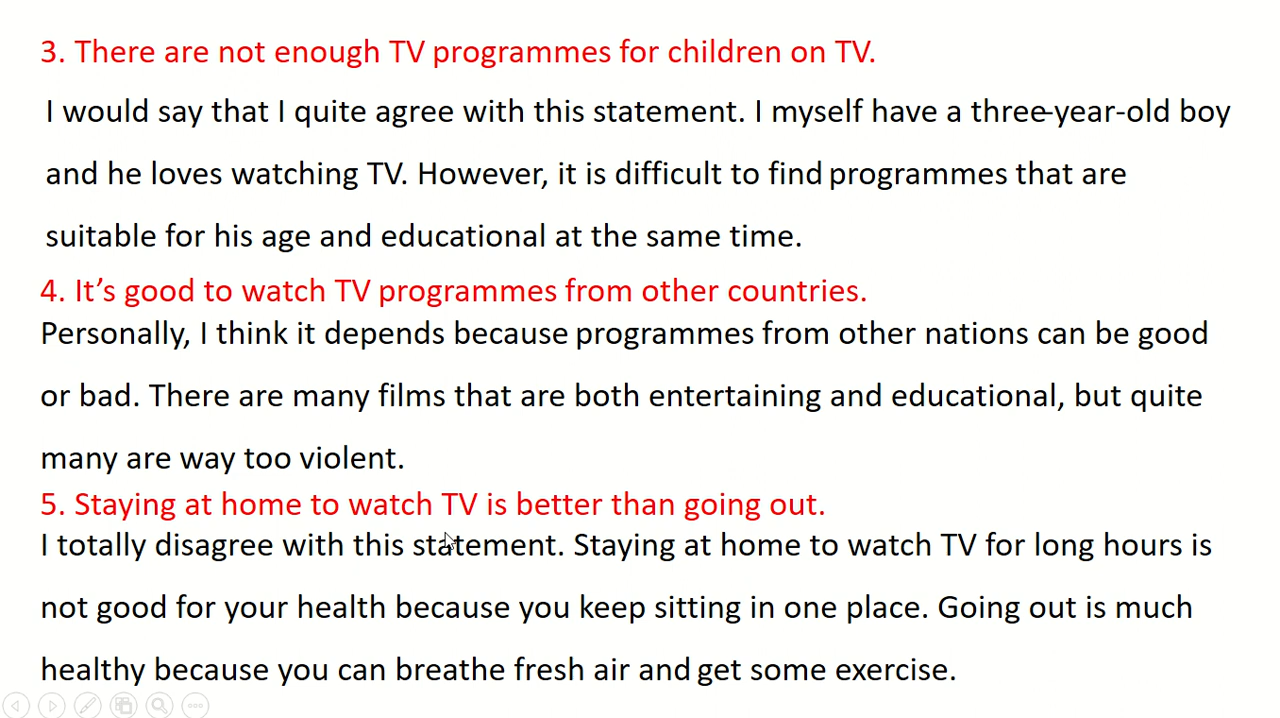 3. There are not enough TV programmes for children on TV.
I would say that I quite agree with this statement. I myself have a three-year-old boy
and he loves watching TV. However, it is difficult to find programmes that are
suitable for his age and educational at the same time.
4. It’s good to watch TV programmes from other countries.
Personally, I think it depends because programmes from other nations can be good
or bad. There are many films that are both entertaining and educational, but quite
many are way too violent.
5. Staying at home to watch TV is better than going out.
I totally disagree with this statement. Staying at home to watch TV for long hours is
not good for your health because you keep sitting in one place. Going out is much
healthy because you can breathe fresh air and get some exercise.